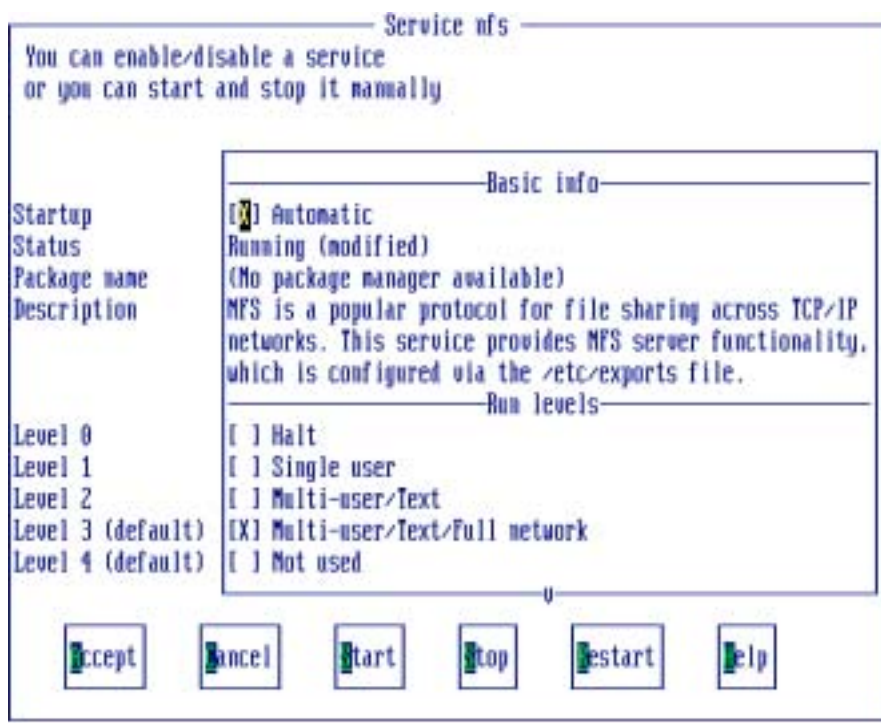 Service nfs
You can enable/disable a service
or you can start and stop it manually
Basic info
Startup [X] Automatic
Status Running (modified)
Package name (No package manager available)
Description NFS is a popular protocol for file sharing across TCP/IP
networks. This service provides NFS server functionality,
which is configured via the /etc/exports file.
Run levels
Level 0 [ ] Halt
Level 1 [ ] Single user
Level 2 [ ] Multi-user/Text
Level 3 (default) [X] Multi-user/Text/Full network
Level 4 (default) [ ] Not used
v
Accept Cancel Start Stop Restart Help